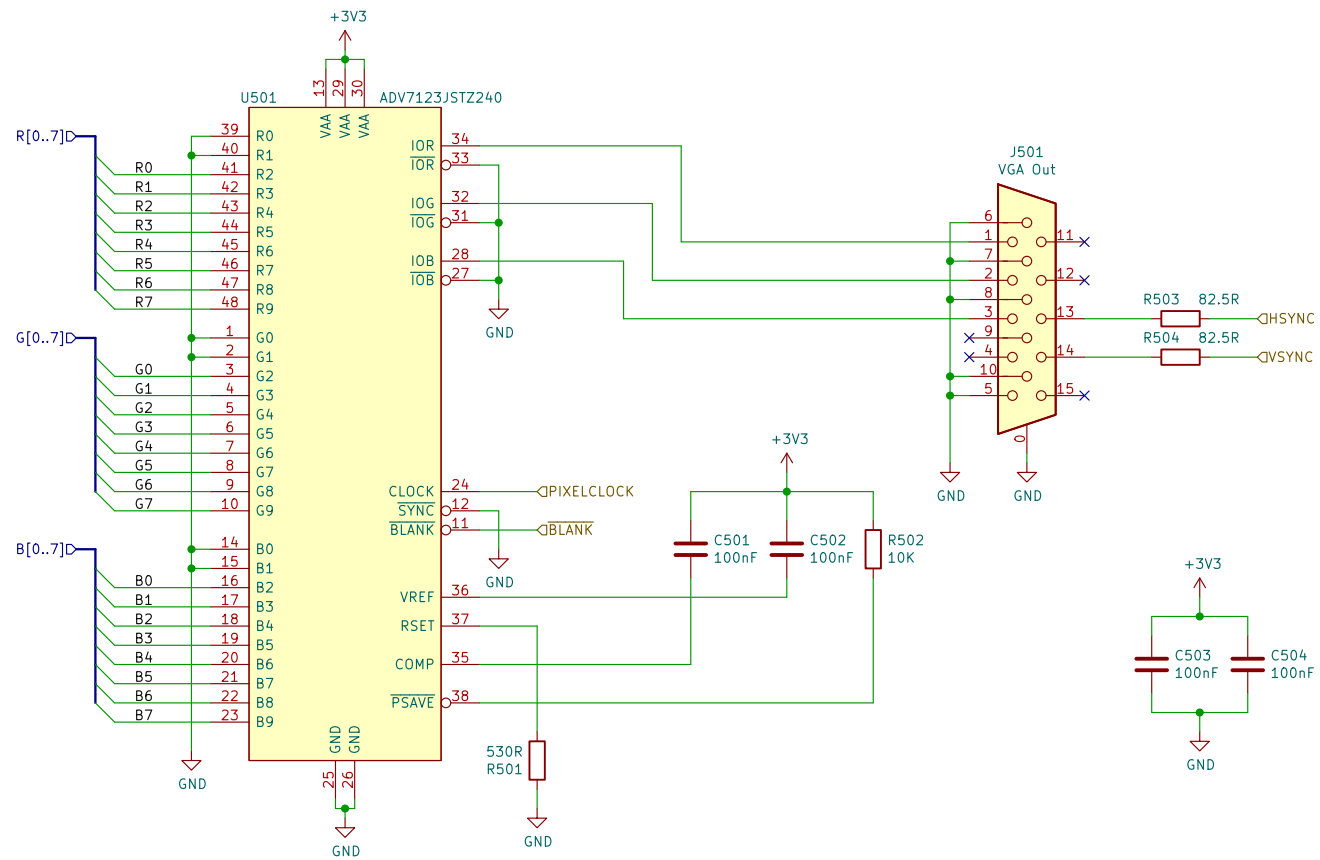 +3V3
U501
ADV7123JSTZ240
13
29
30
VAA
VAA
VAA
R[0..7]
R0
R1
R2
R3
R4
R5
R6
R7
39
40
41
42
43
44
45
46
47
48
R0
R1
R2
R3
R4
R5
R6
R7
R8
R9
G[0..7]
G0
G1
G2
G3
G4
G5
G6
G7
1
2
3
4
5
6
7
8
9
10
G0
G1
G2
G3
G4
G5
G6
G7
G8
G9
B[0..7]
B0
B1
B2
B3
B4
B5
B6
B7
14
15
16
17
18
19
20
21
22
23
B0
B1
B2
B3
B4
B5
B6
B7
B8
B9
GND
GND
GND
25
26
GND
IOR 34
IOR 33
IOG 32
IOG 31
IOB 28
IOB 27
GND
CLOCK 24 PIXELCLOCK
SYNC 12
BLANK 11 BLANK
GND
VREF 36
RSET 37
COMP 35
PSAVE 38
530R
R501
GND
+3V3
C501
100nF
C502
100nF
R502
10K
J501
VGA Out
6
1
7
2
8
3
9
4
10
5
11
12
13
14
15
0
GND
GND
R503 82.5R
HSYNC
R504 82.5R
VSYNC
+3V3
C503
100nF
C504
100nF
GND